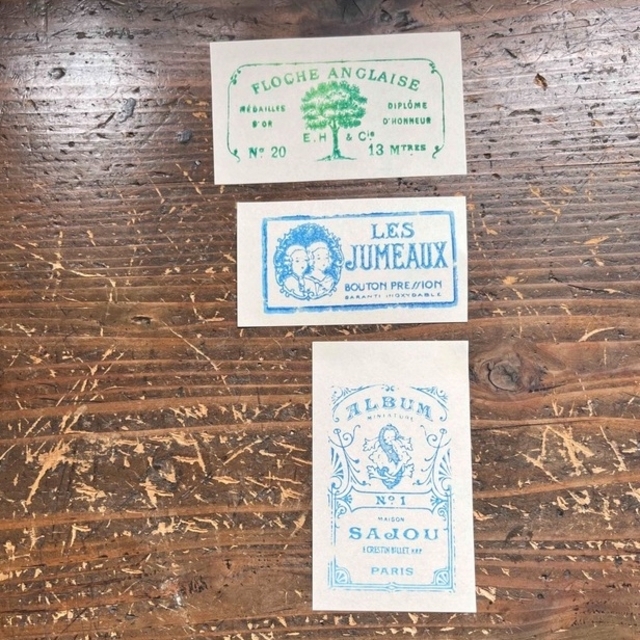 FLOCHE ANGLAISE
MÉDAILLES D'OR
DIPLÔME D'HONNEUR
E.H & Cie
No 20
13 MTRES
LES
JUMEAUX
BOUTON PRESSION
GARANTI INOXYDABLE
ALBUM
MINIATURE
No 1
MAISON
SAJOU
PARIS